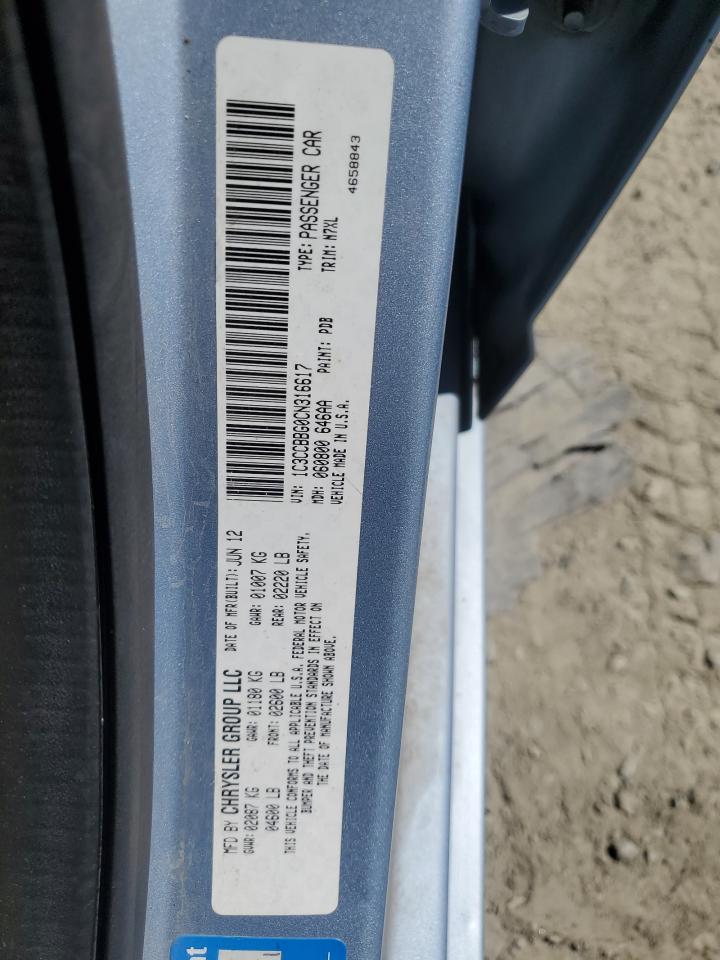 MFD BY CHRYSLER GROUP LLC DATE OF MFR(BUILT): JUN 12
GVWR: 02087 KG GAWR: 01180 KG GAWR: 01007 KG
04600 LB FRONT: 02600 LB REAR: 02220 LB
THIS VEHICLE CONFORMS TO ALL APPLICABLE U.S.A. FEDERAL MOTOR VEHICLE SAFETY,
BUMPER AND THEFT PREVENTION STANDARDS IN EFFECT ON
THE DATE OF MANUFACTURE SHOWN ABOVE.
VIN: 1C3CCBBG0CN316617 TYPE: PASSENGER CAR
MDH: 060800 646AA PAINT: PDB TRIM: M7XL
VEHICLE MADE IN U.S.A.
4658843
nt